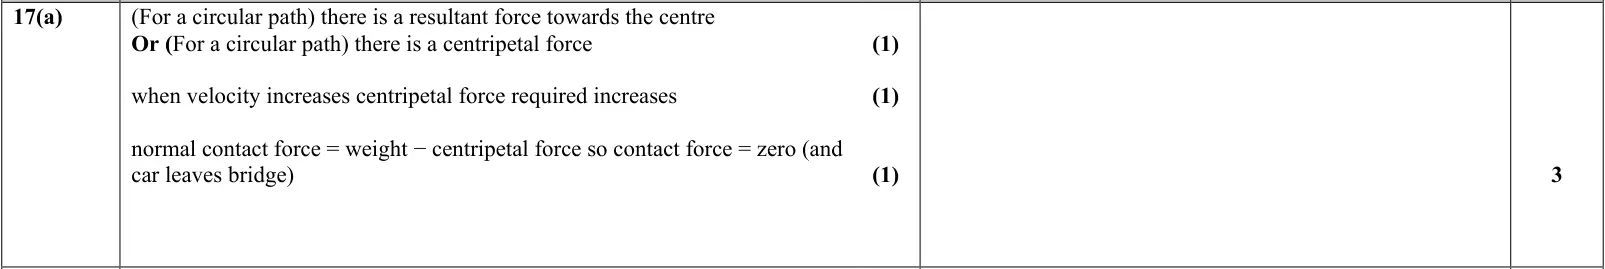 17(a)
(For a circular path) there is a resultant force towards the centre
Or (For a circular path) there is a centripetal force (1)
when velocity increases centripetal force required increases (1)
normal contact force = weight − centripetal force so contact force = zero (and
car leaves bridge) (1)
3